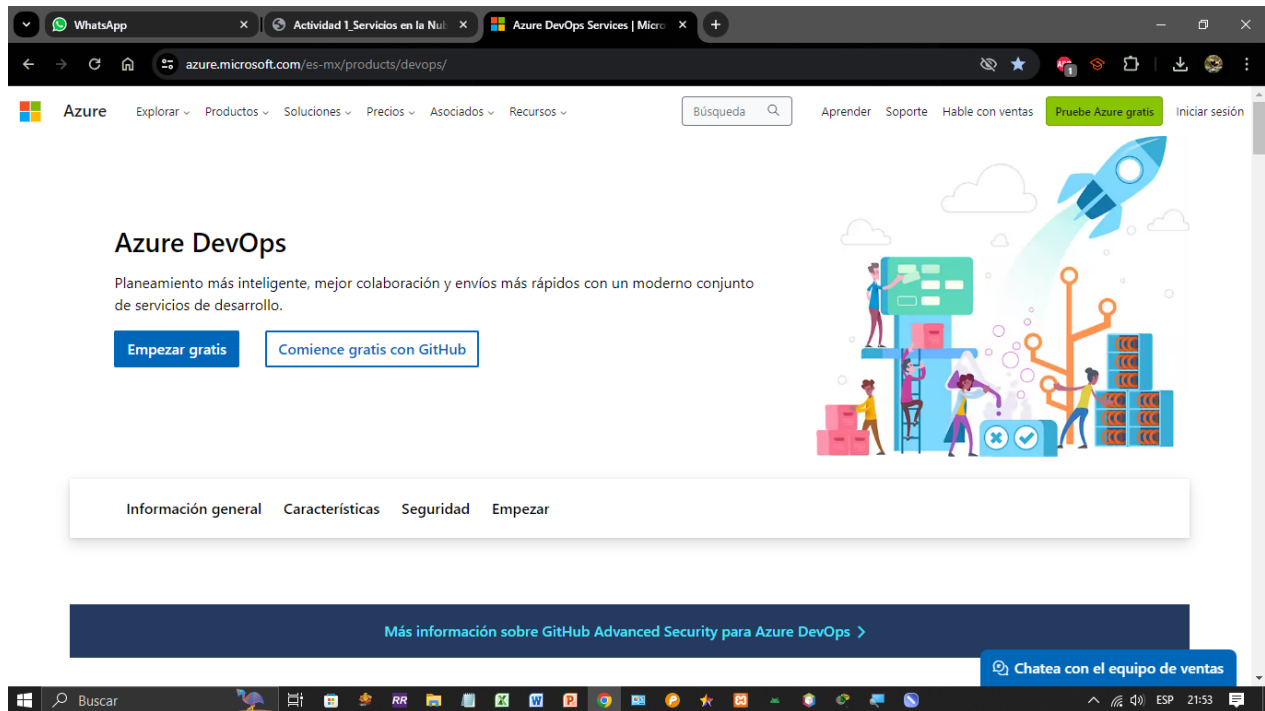 WhatsApp
Actividad 1_Servicios en la Nub
Azure DevOps Services | Micro
azure.microsoft.com/es-mx/products/devops/
1
Azure
Explorar
Productos
Soluciones
Precios
Asociados
Recursos
Búsqueda
Aprender
Soporte
Hable con ventas
Pruebe Azure gratis
Iniciar sesión
Azure DevOps
Planeamiento más inteligente, mejor colaboración y envíos más rápidos con un moderno conjunto
de servicios de desarrollo.
Empezar gratis
Comience gratis con GitHub
Información general
Características
Seguridad
Empezar
Más información sobre GitHub Advanced Security para Azure DevOps
Chatea con el equipo de ventas
Buscar
RR
ESP
21:53